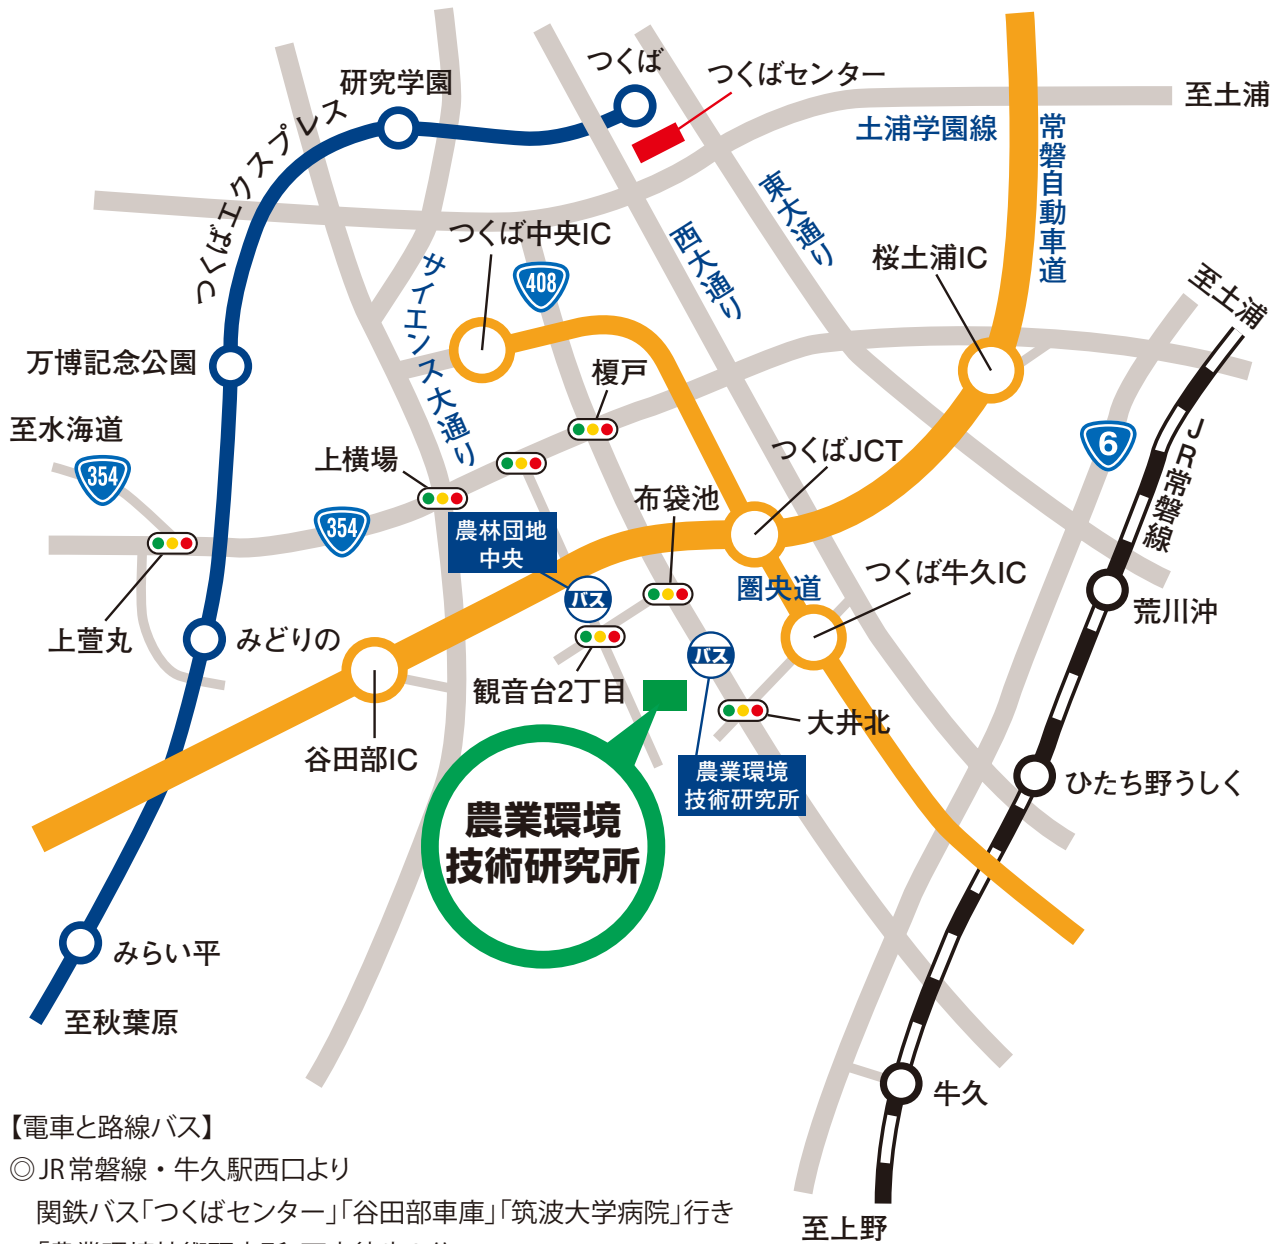 つくば
つくばセンター
研究学園
至土浦
土浦学園線
常磐自動車道
つくばエクスプレス
東大通り
西大通り
つくば中央IC
408
サイエンス大通り
桜土浦IC
至土浦
万博記念公園
榎戸
至水海道
354
上横場
つくばJCT
6
JR常磐線
布袋池
354
農林団地
中央
つくば牛久IC
圏央道
バス
荒川沖
上萱丸
みどりの
バス
観音台2丁目
大井北
谷田部IC
農業環境
技術研究所
ひたち野うしく
農業環境
技術研究所
みらい平
至秋葉原
牛久
【電車と路線バス】
◎JR常磐線・牛久駅西口より
関鉄バス「つくばセンター」「谷田部車庫」「筑波大学病院」行き
至上野